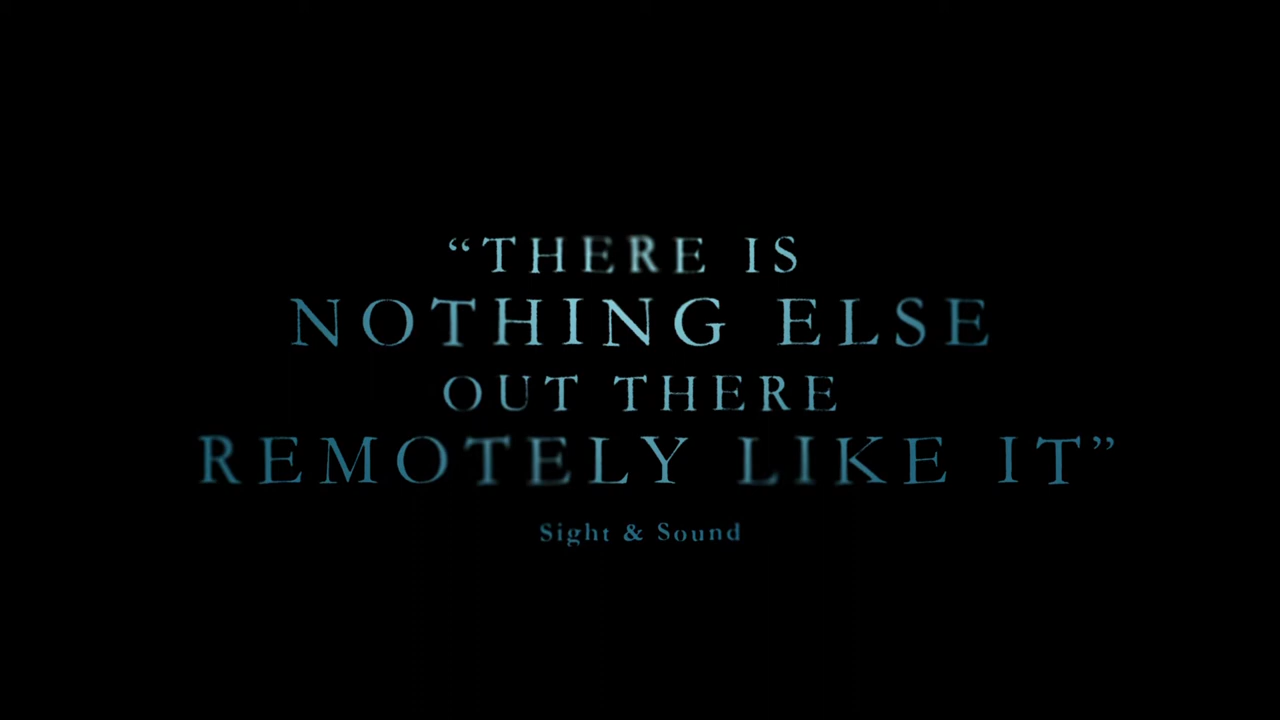 “THERE IS
NOTHING ELSE
OUT THERE
REMOTELY LIKE IT”
Sight & Sound